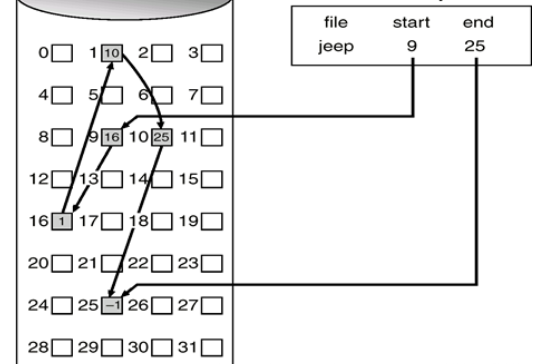 file start end
jeep 9 25
0 1 10 2 3
4 5 6 7
8 9 16 10 25 11
12 13 14 15
16 1 17 18 19
20 21 22 23
24 25 -1 26 27
28 29 30 31